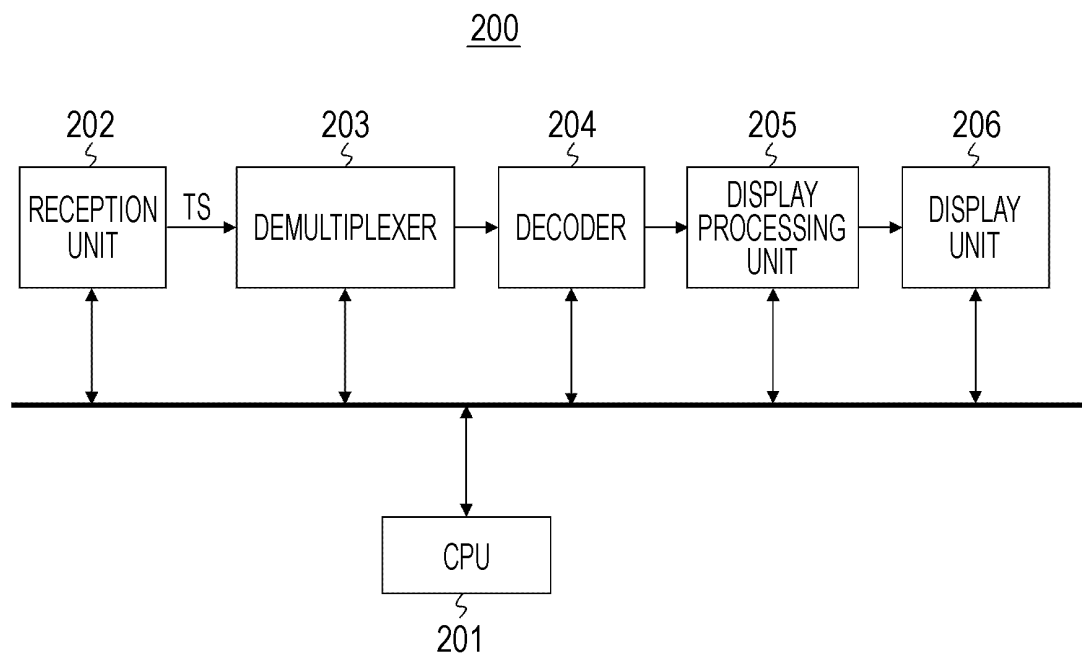 200
202
203
204
205
206
RECEPTION
UNIT
TS
DEMULTIPLEXER
DECODER
DISPLAY
PROCESSING
UNIT
DISPLAY
UNIT
CPU
201